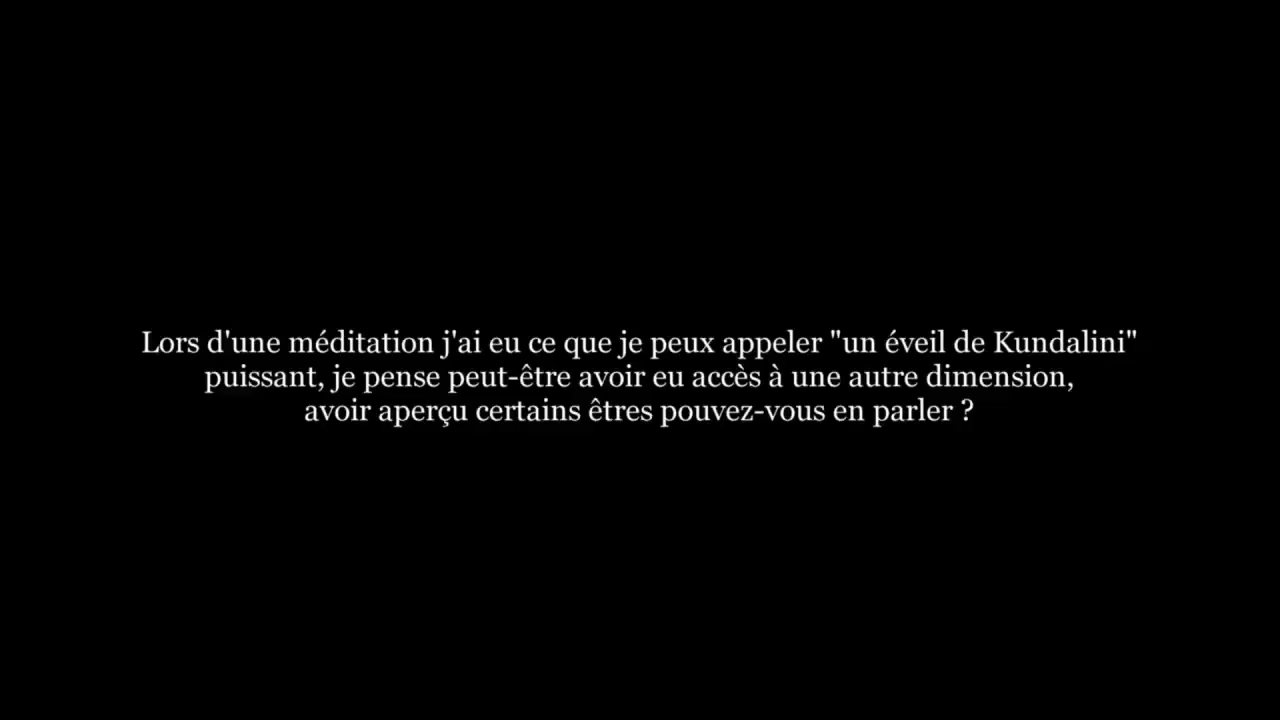 Lors d'une méditation j'ai eu ce que je peux appeler "un éveil de Kundalini"
puissant, je pense peut-être avoir eu accès à une autre dimension,
avoir aperçu certains êtres pouvez-vous en parler ?